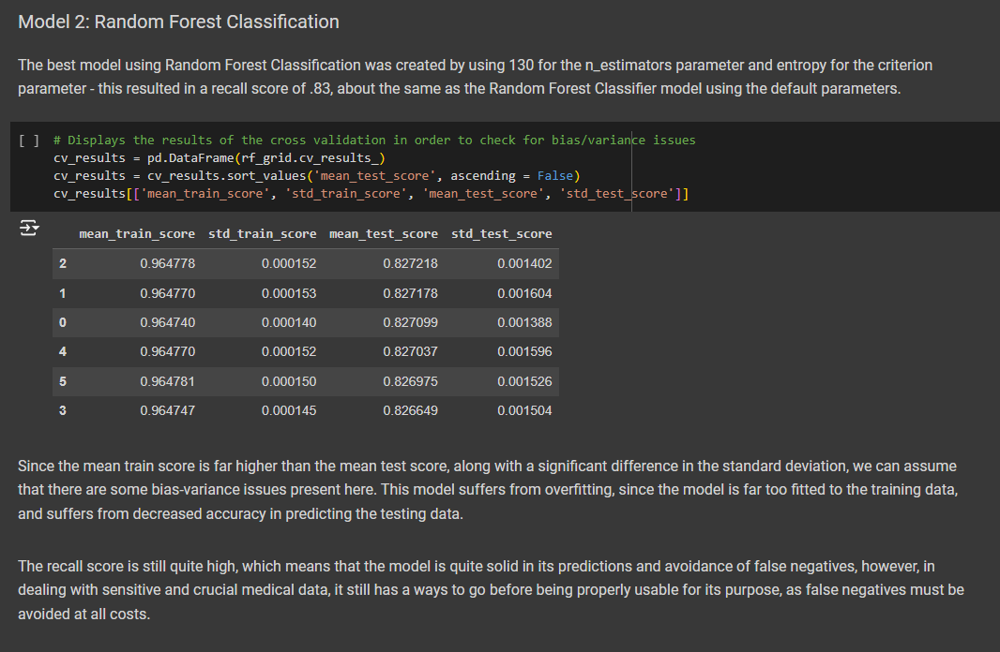 Model 2: Random Forest Classification
The best model using Random Forest Classification was created by using 130 for the n_estimators parameter and entropy for the criterion
parameter - this resulted in a recall score of .83, about the same as the Random Forest Classifier model using the default parameters.
[ ] # Displays the results of the cross validation in order to check for bias/variance issues
cv_results = pd.DataFrame(rf_grid.cv_results_)
cv_results = cv_results.sort_values('mean_test_score', ascending = False)
cv_results[['mean_train_score', 'std_train_score', 'mean_test_score', 'std_test_score']]
mean_train_score std_train_score mean_test_score std_test_score
2 0.964778 0.000152 0.827218 0.001402
1 0.964770 0.000153 0.827178 0.001604
0 0.964740 0.000140 0.827099 0.001388
4 0.964770 0.000152 0.827037 0.001596
5 0.964781 0.000150 0.826975 0.001526
3 0.964747 0.000145 0.826649 0.001504
Since the mean train score is far higher than the mean test score, along with a significant difference in the standard deviation, we can assume
that there are some bias-variance issues present here. This model suffers from overfitting, since the model is far too fitted to the training data,
and suffers from decreased accuracy in predicting the testing data.
The recall score is still quite high, which means that the model is quite solid in its predictions and avoidance of false negatives, however, in
dealing with sensitive and crucial medical data, it still has a ways to go before being properly usable for its purpose, as false negatives must be
avoided at all costs.